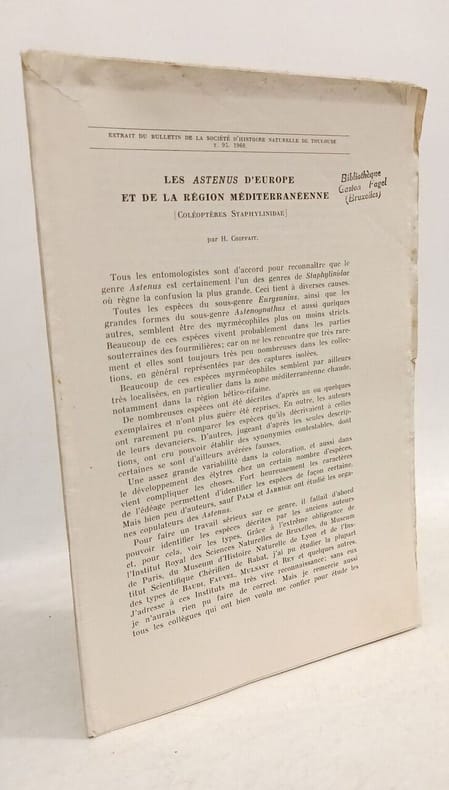 EXTRAIT DU BULLETIN DE LA SOCIÉTÉ D'HISTOIRE NATURELLE DE TOULOUSE
T. 95, 1960.
LES ASTENUS D'EUROPE
ET DE LA RÉGION MÉDITERRANÉENNE
[COLÉOPTÈRES STAPHYLINIDAE]
Bibliothèque
Gaston Fagel
(Bruxelles)
par H. COIFFAIT.
Tous les entomologistes sont d'accord pour reconnaître que le
genre Astenus est certainement l'un des genres de Staphylinidae
où règne la confusion la plus grande. Ceci tient à diverses causes.
Toutes les espèces du sous-genre Eurysunius, ainsi que les
grandes formes du sous-genre Astenognathus et aussi quelques
autres, semblent être des myrmécophiles plus ou moins stricts.
Beaucoup de ces espèces vivent probablement dans les parties
souterraines des fourmilières; car on ne les rencontre que très rare-
ment et elles sont toujours très peu nombreuses dans les collec-
tions, en général représentées par des captures isolées.
Beaucoup de ces espèces myrmécophiles semblent par ailleurs
très localisées, en particulier dans la zone méditerranéenne chaude,
notamment dans la région bético-rifaine.
De nombreuses espèces ont été décrites d'après un ou quelques
exemplaires et n'ont plus guère été reprises. En outre, les auteurs
ont rarement pu comparer les espèces qu'ils décrivaient à celles
de leurs devanciers. D'autres, jugeant d'après les seules descrip-
tions, ont cru pouvoir établir des synonymies contestables, dont
certaines se sont d'ailleurs avérées fausses.
Une assez grande variabilité dans la coloration, et aussi dans
le développement des élytres chez un certain nombre d'espèces,
vient compliquer les choses. Fort heureusement les caractères
de l'édéage permettent d'identifier les espèces de façon certaine.
Mais bien peu d'auteurs, sauf PALM et JARRIGE ont étudié les orga-
nes copulateurs des Astenus.
Pour faire un travail sérieux sur ce genre, il fallait d'abord
pouvoir identifier les espèces décrites par les anciens auteurs
et, pour cela, voir les types. Grâce à l'extrême obligeance de
l'Institut Royal des Sciences Naturelles de Bruxelles, du Museum
de Paris, du Museum d'Histoire Naturelle de Lyon et de l'Ins-
titut Scientifique Chérifien de Rabat, j'ai pu étudier la plupart
des types de BAUDI, FAUVEL, MULSANT et REY et quelques autres.
J'adresse à ces Instituts ma très vive reconnaissance; sans eux
je n'aurais rien pu faire de correct. Mais je remercie aussi
tous les collègues qui ont bien voulu me confier pour étude les